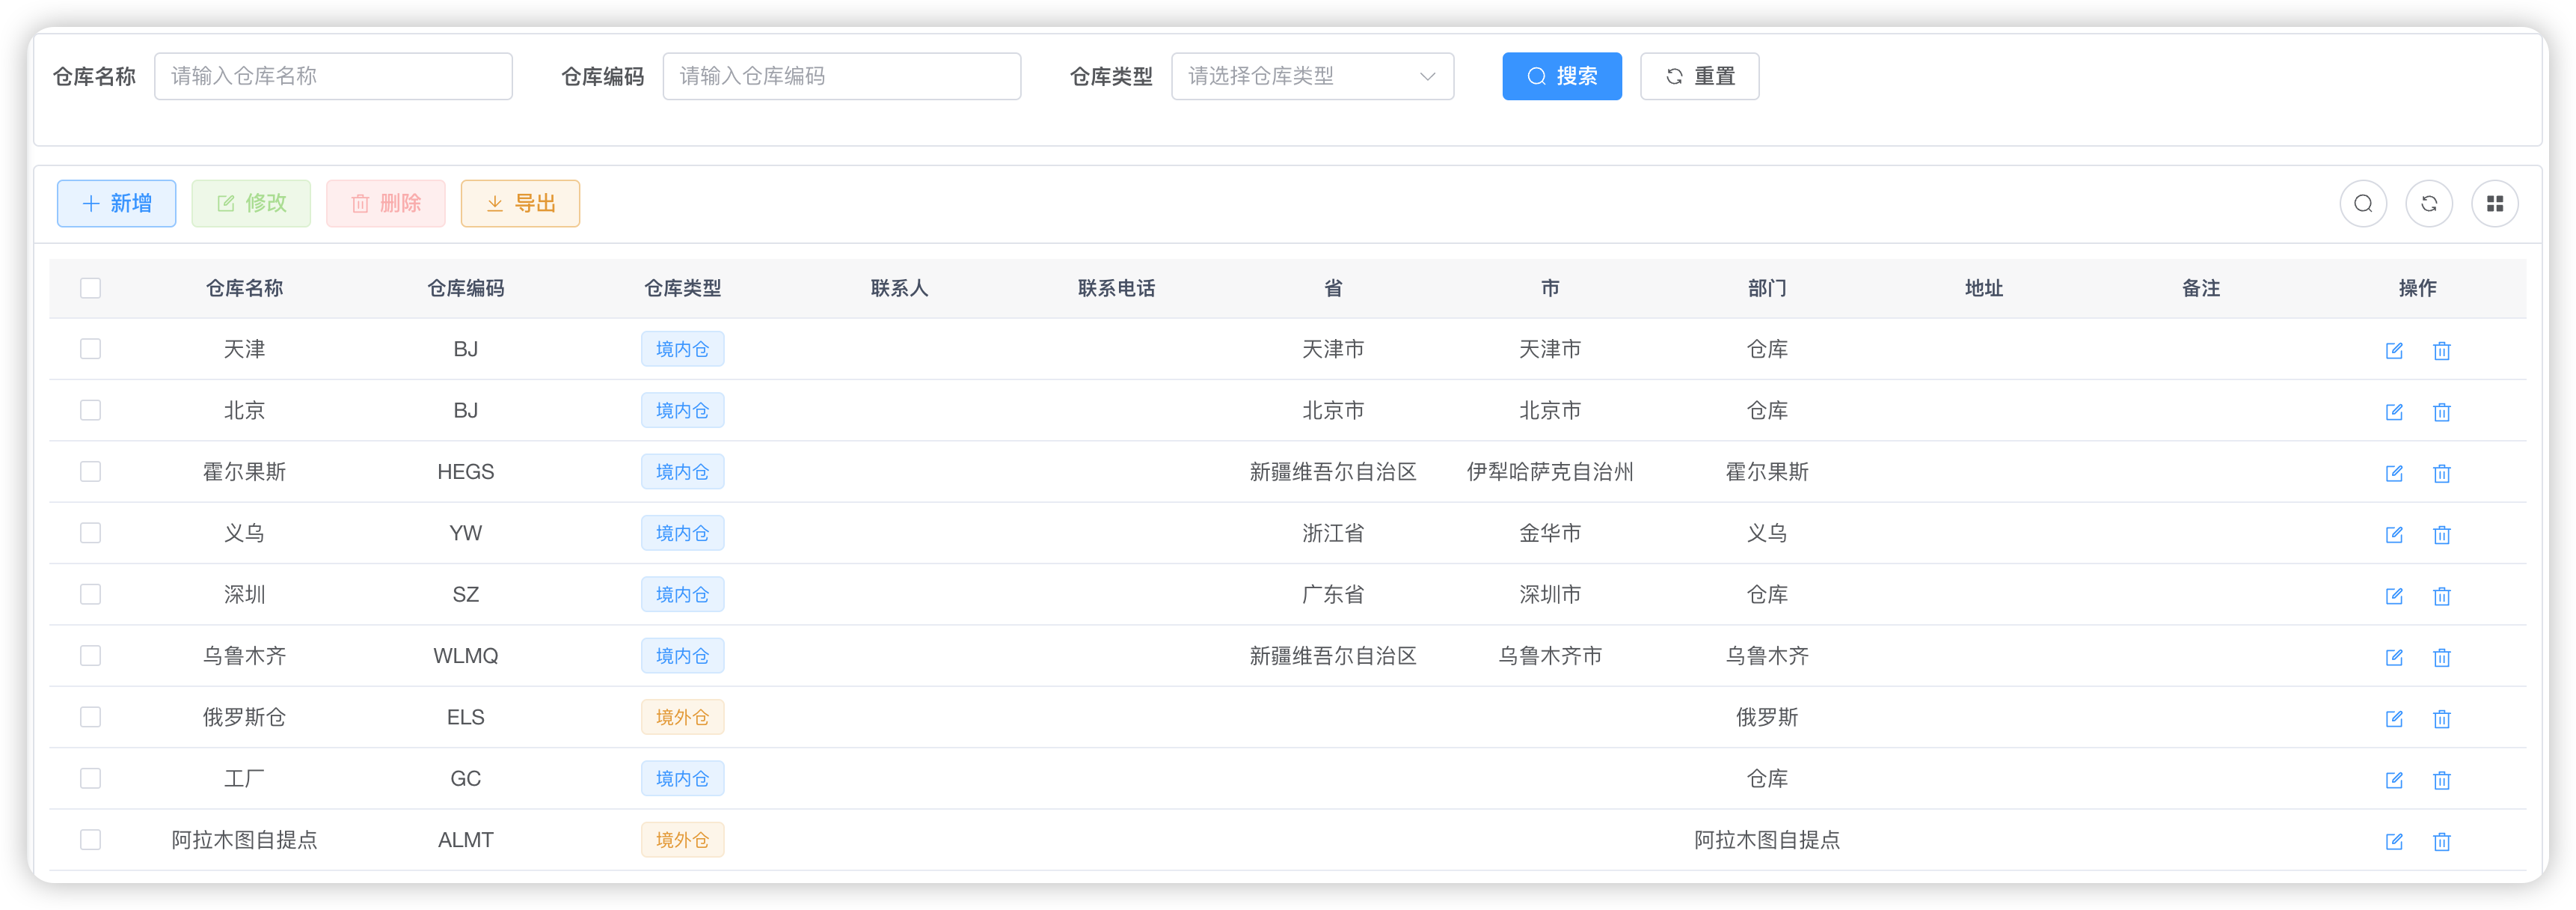 仓库名称 请输入仓库名称 仓库编码 请输入仓库编码 仓库类型 请选择仓库类型 搜索 重置
新增 修改 删除 导出
仓库名称 仓库编码 仓库类型 联系人 联系电话 省 市 部门 地址 备注 操作
天津 BJ 境内仓 天津市 天津市 仓库
北京 BJ 境内仓 北京市 北京市 仓库
霍尔果斯 HEGS 境内仓 新疆维吾尔自治区 伊犁哈萨克自治州 霍尔果斯
义乌 YW 境内仓 浙江省 金华市 义乌
深圳 SZ 境内仓 广东省 深圳市 仓库
乌鲁木齐 WLMQ 境内仓 新疆维吾尔自治区 乌鲁木齐市 乌鲁木齐
俄罗斯仓 ELS 境外仓 俄罗斯
工厂 GC 境内仓 仓库
阿拉木图自提点 ALMT 境外仓 阿拉木图自提点